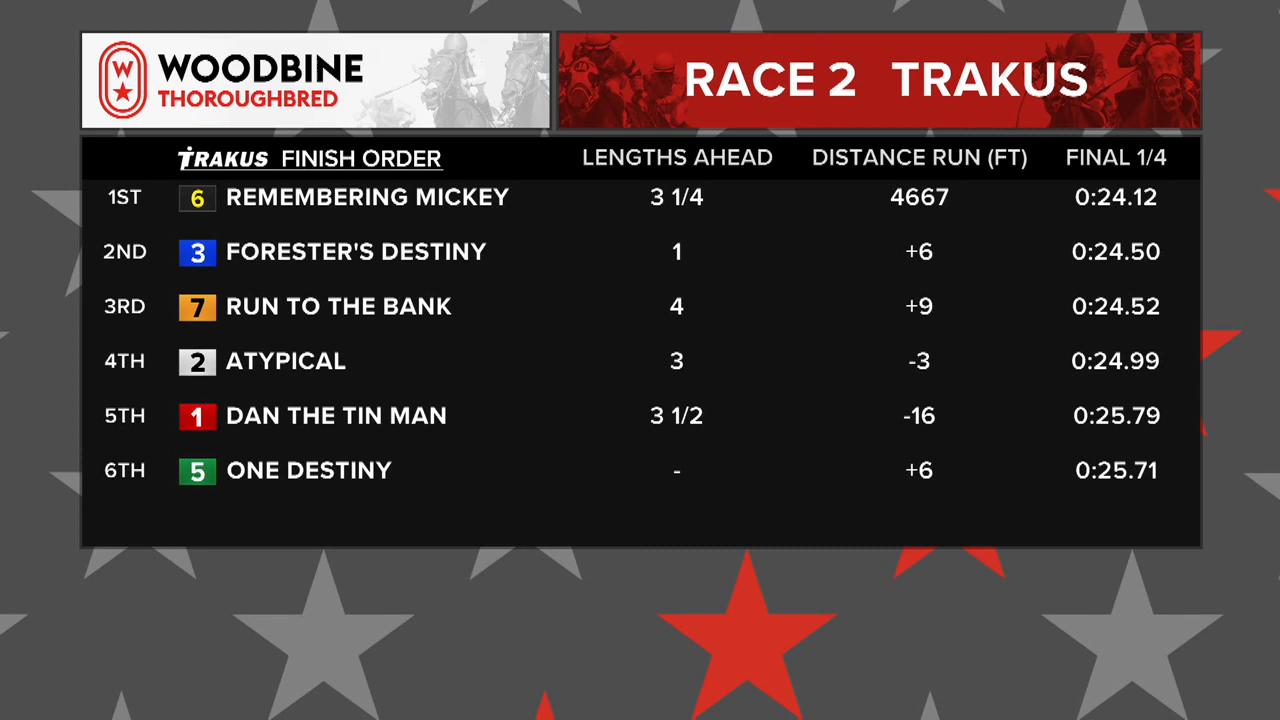 W
WOODBINE
THOROUGHBRED
RACE 2 TRAKUS
TRAKUS FINISH ORDER LENGTHS AHEAD DISTANCE RUN (FT) FINAL 1/4
1ST 6 REMEMBERING MICKEY 3 1/4 4667 0:24.12
2ND 3 FORESTER'S DESTINY 1 +6 0:24.50
3RD 7 RUN TO THE BANK 4 +9 0:24.52
4TH 2 ATYPICAL 3 -3 0:24.99
5TH 1 DAN THE TIN MAN 3 1/2 -16 0:25.79
6TH 5 ONE DESTINY - +6 0:25.71